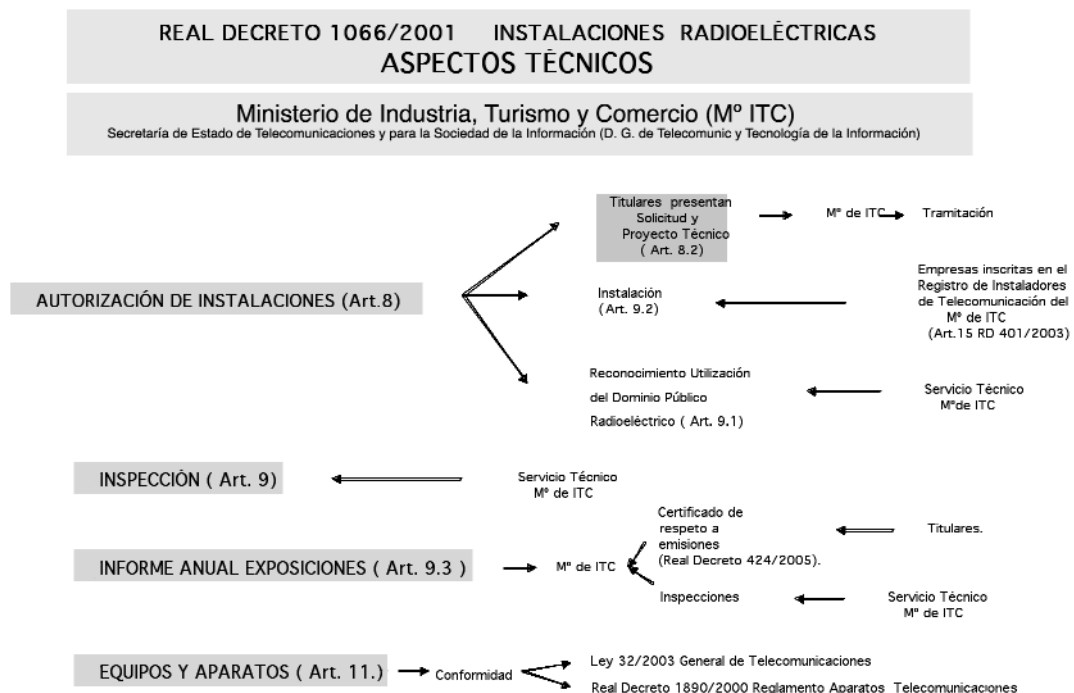 REAL DECRETO 1066/2001 INSTALACIONES RADIOELÉCTRICAS
ASPECTOS TÉCNICOS
Ministerio de Industria, Turismo y Comercio (Mº ITC)
Secretaría de Estado de Telecomunicaciones y para la Sociedad de la Información (D. G. de Telecomunic y Tecnología de la Información)
AUTORIZACIÓN DE INSTALACIONES (Art.8)
Titulares presentan
Solicitud y
Proyecto Técnico
( Art. 8.2)
Mº de ITC
Tramitación
Instalación
(Art. 9.2)
Empresas inscritas en el
Registro de Instaladores
de Telecomunicación del
Mº de ITC
(Art.15 RD 401/2003)
Reconocimiento Utilización
del Dominio Público
Radioeléctrico ( Art. 9.1)
Servicio Técnico
Mºde ITC
INSPECCIÓN ( Art. 9)
Servicio Técnico
Mº de ITC
INFORME ANUAL EXPOSICIONES ( Art. 9.3 )
Mº de ITC
Certificado de
respeto a
emisiones
(Real Decreto 424/2005).
Titulares.
Inspecciones
Servicio Técnico
Mº de ITC
EQUIPOS Y APARATOS ( Art. 11.)
Conformidad
Ley 32/2003 General de Telecomunicaciones
Real Decreto 1890/2000 Reglamento Aparatos Telecomunicaciones